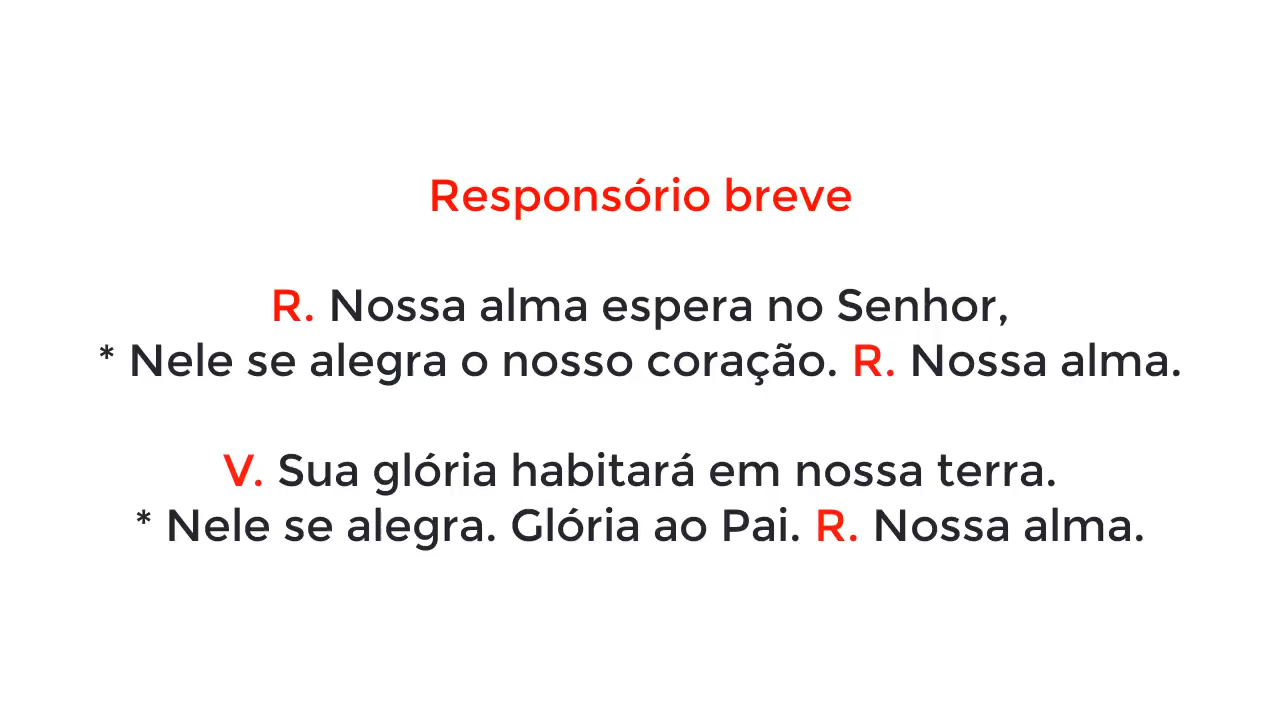 Responsório breve
R. Nossa alma espera no Senhor,
* Nele se alegra o nosso coração. R. Nossa alma.
V. Sua glória habitará em nossa terra.
* Nele se alegra. Glória ao Pai. R. Nossa alma.